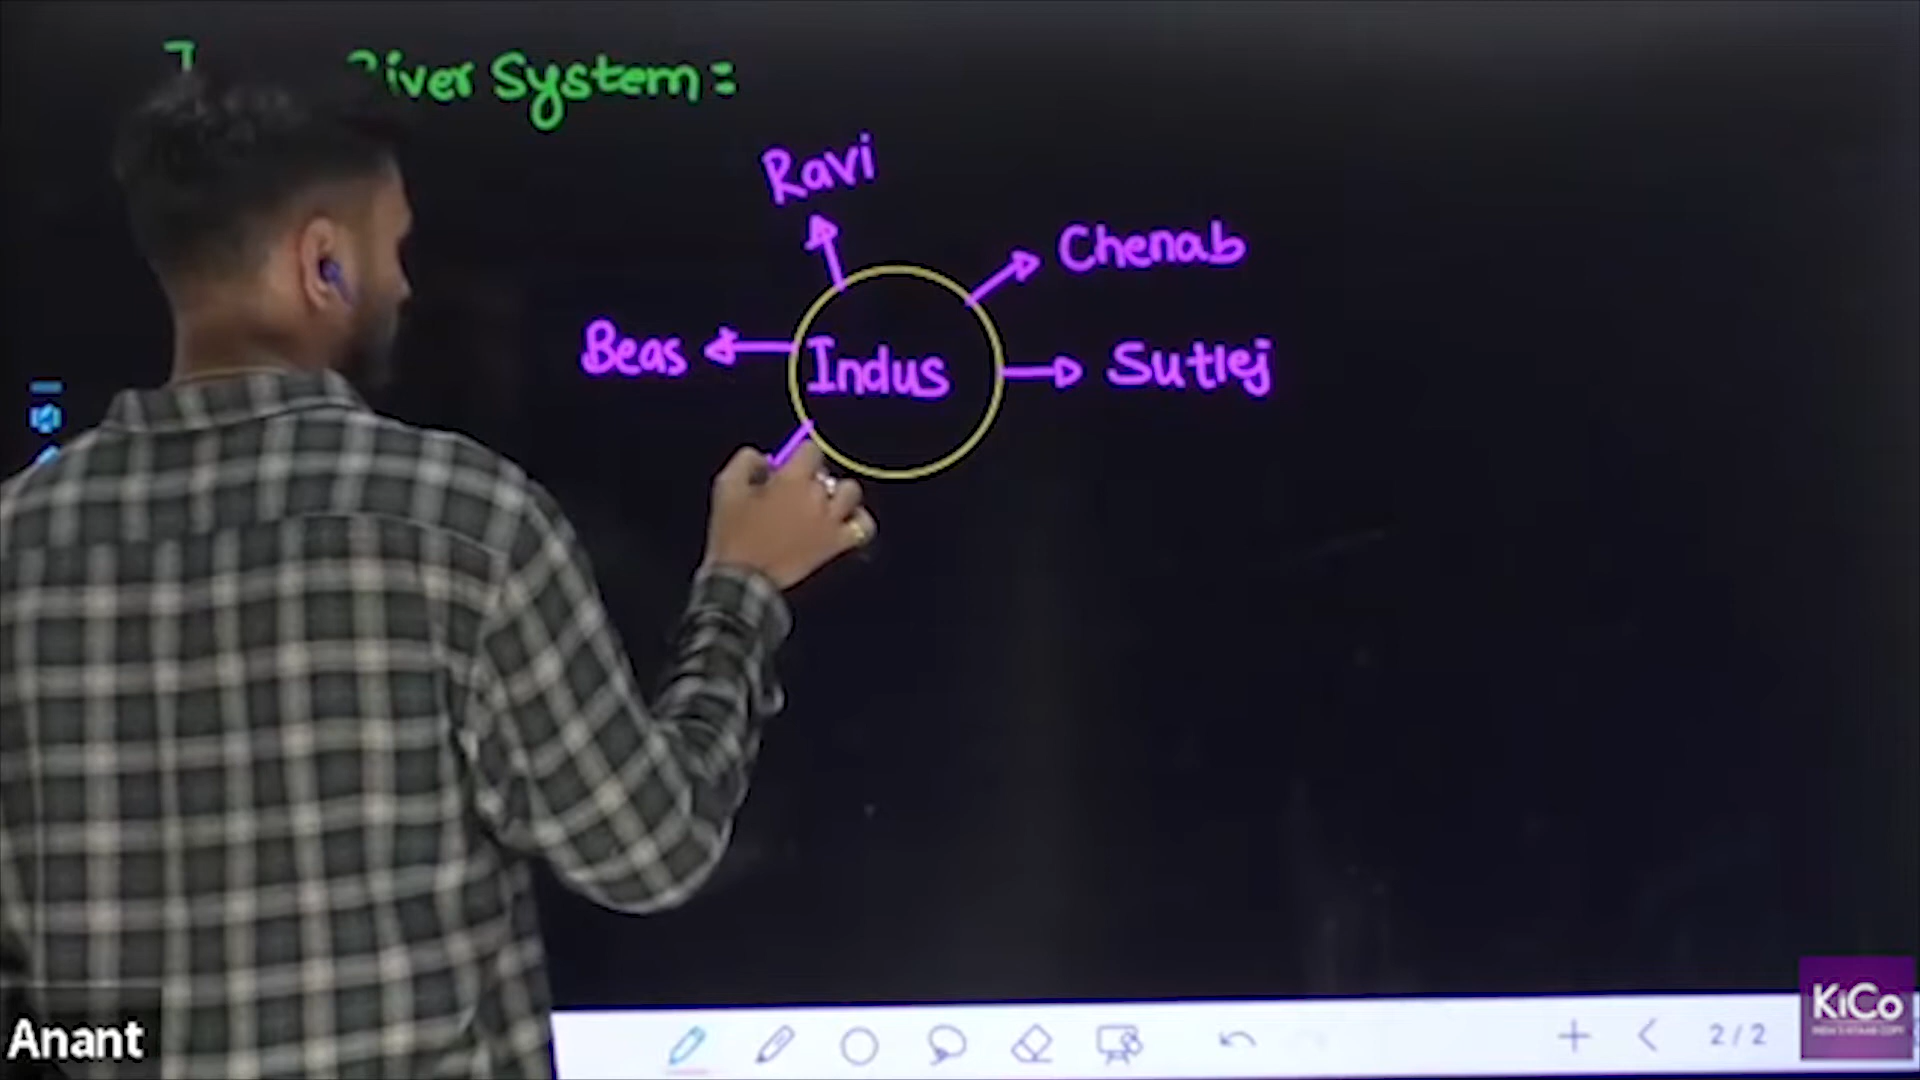 River System:
Ravi
Chenab
Beas
Indus
Sutlej
Anant
2/2
KiCo